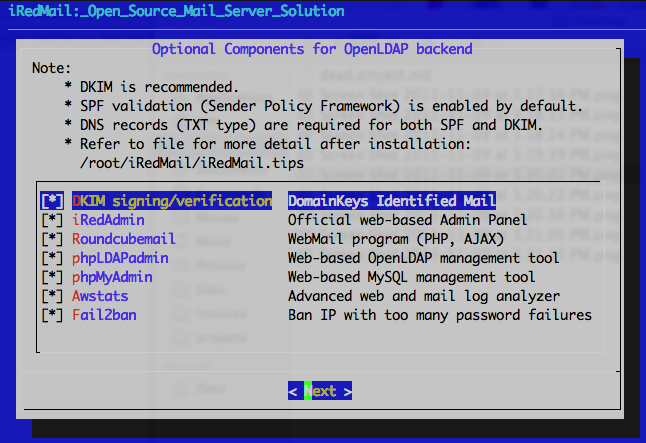 iRedMail:_Open_Source_Mail_Server_Solution
Optional Components for OpenLDAP backend
Note:
* DKIM is recommended.
* SPF validation (Sender Policy Framework) is enabled by default.
* DNS records (TXT type) are required for both SPF and DKIM.
* Refer to file for more detail after installation:
/root/iRedMail/iRedMail.tips
[*] DKIM signing/verification DomainKeys Identified Mail
[*] iRedAdmin Official web-based Admin Panel
[*] Roundcubemail WebMail program (PHP, AJAX)
[*] phpLDAPadmin Web-based OpenLDAP management tool
[*] phpMyAdmin Web-based MySQL management tool
[*] Awstats Advanced web and mail log analyzer
[*] Fail2ban Ban IP with too many password failures
< Next >